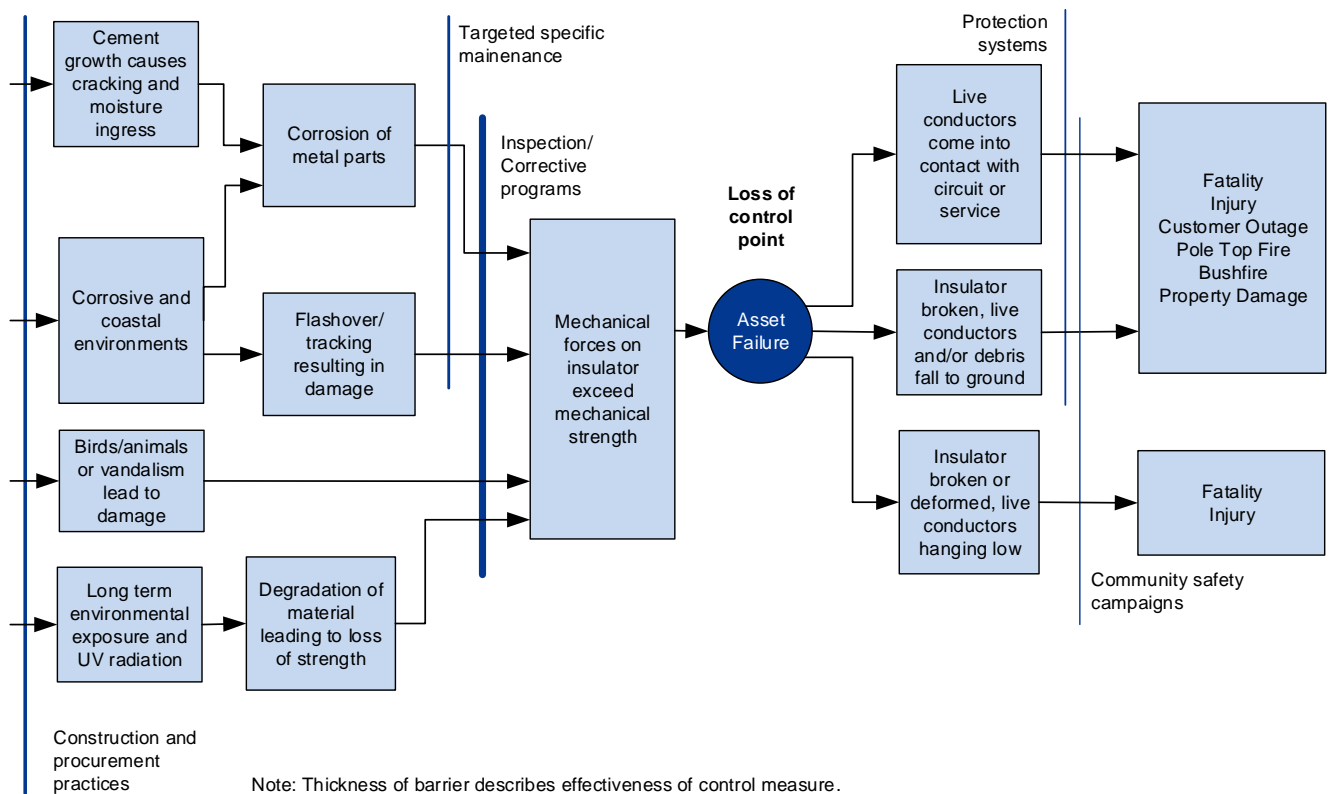 Cement
growth causes
cracking and
moisture
ingress
Corrosion of
metal parts
Targeted specific
mainenance
Inspection/
Corrective
programs
Corrosive and
coastal
environments
Flashover/
tracking
resulting in
damage
Birds/animals
or vandalism
lead to
damage
Long term
environmental
exposure and
UV radiation
Degradation of
material
leading to loss
of strength
Construction and
procurement
practices
Mechanical
forces on
insulator
exceed
mechanical
strength
Loss of
control
point
Asset
Failure
Protection
systems
Live
conductors
come into
contact with
circuit or
service
Insulator
broken, live
conductors
and/or debris
fall to ground
Insulator
broken or
deformed, live
conductors
hanging low
Fatality
Injury
Customer Outage
Pole Top Fire
Bushfire
Property Damage
Fatality
Injury
Community safety
campaigns
Note: Thickness of barrier describes effectiveness of control measure.